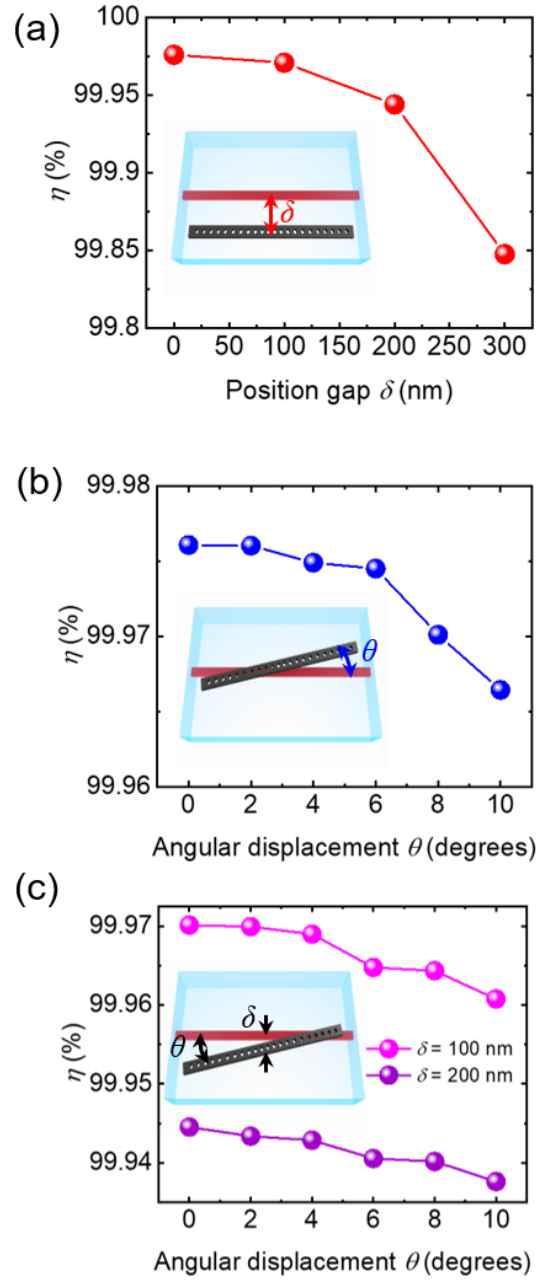 (a)
100
99.95
99.9
99.85
99.8
η (%)
δ
0 50 100 150 200 250 300
Position gap δ (nm)
(b)
99.98
99.97
99.96
η (%)
θ
0 2 4 6 8 10
Angular displacement θ (degrees)
(c)
99.97
99.96
99.95
99.94
η (%)
δ
θ
δ = 100 nm
δ = 200 nm
0 2 4 6 8 10
Angular displacement θ (degrees)